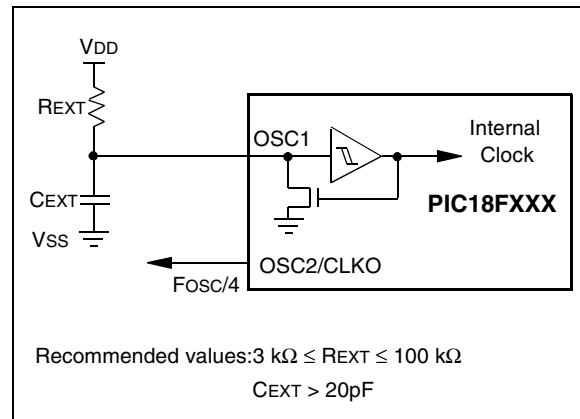 VDD
REXT
OSC1
Internal
Clock
CEXT
PIC18FXXX
VSS
OSC2/CLKO
FOSC/4
Recommended values:3 kΩ ≤ REXT ≤ 100 kΩ
CEXT > 20pF